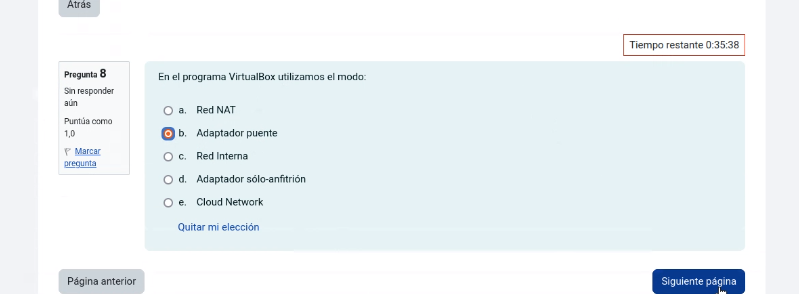 Atrás
Tiempo restante 0:35:38
Pregunta 8
Sin responder
aún
Puntúa como
1,0
Marcar
pregunta
En el programa VirtualBox utilizamos el modo:
a. Red NAT
b. Adaptador puente
c. Red Interna
d. Adaptador sólo-anfitrión
e. Cloud Network
Quitar mi elección
Página anterior
Siguiente página